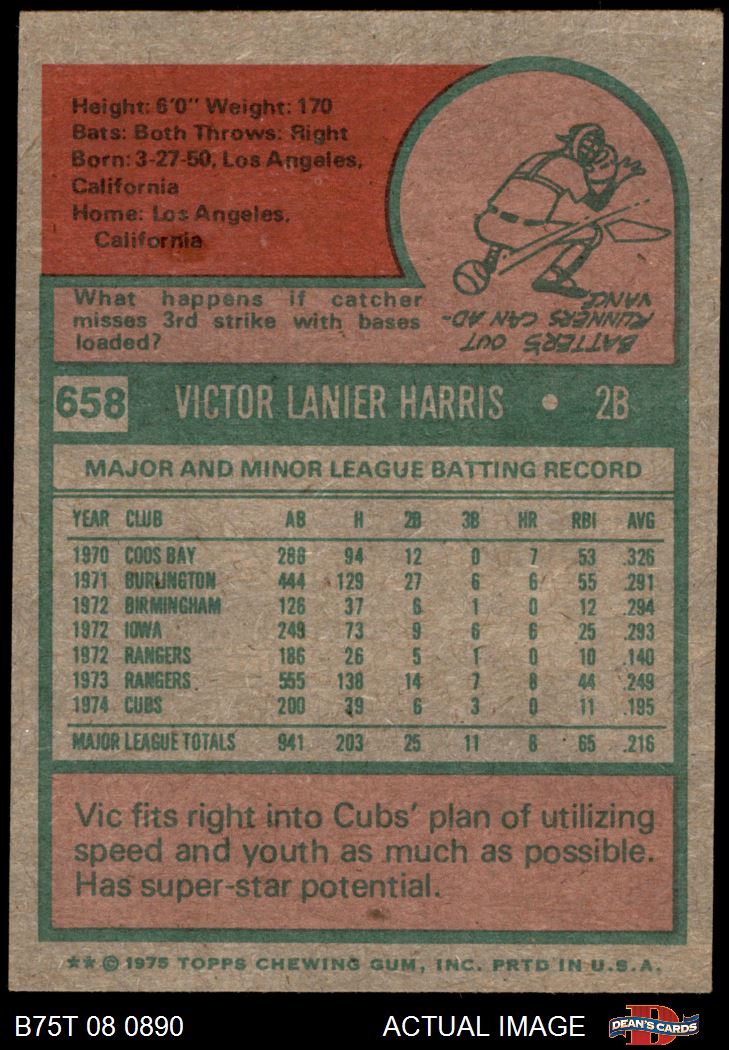 Height: 6'0" Weight: 170
Bats: Both Throws: Right
Born: 3-27-50, Los Angeles,
California
Home: Los Angeles,
California
What happens if catcher
misses 3rd strike with bases
loaded?
BATTER'S OUT
RUNNERS CAN AD-
VANCE.
658 VICTOR LANIER HARRIS • 2B
MAJOR AND MINOR LEAGUE BATTING RECORD
YEAR CLUB AB H 2B 3B HR RBI AVG
1970 COOS BAY 288 94 12 0 7 53 .326
1971 BURLINGTON 444 129 27 6 6 55 .291
1972 BIRMINGHAM 126 37 6 1 0 12 .294
1972 IOWA 249 73 9 6 6 25 .293
1972 RANGERS 186 26 5 1 0 10 .140
1973 RANGERS 555 138 14 7 8 44 .249
1974 CUBS 200 39 6 3 0 11 .195
MAJOR LEAGUE TOTALS 941 203 25 11 8 65 .216
Vic fits right into Cubs' plan of utilizing
speed and youth as much as possible.
Has super-star potential.
** © 1975 TOPPS CHEWING GUM, INC. PRTD IN U.S.A.
B75T 08 0890 ACTUAL IMAGE DEAN'S CARDS